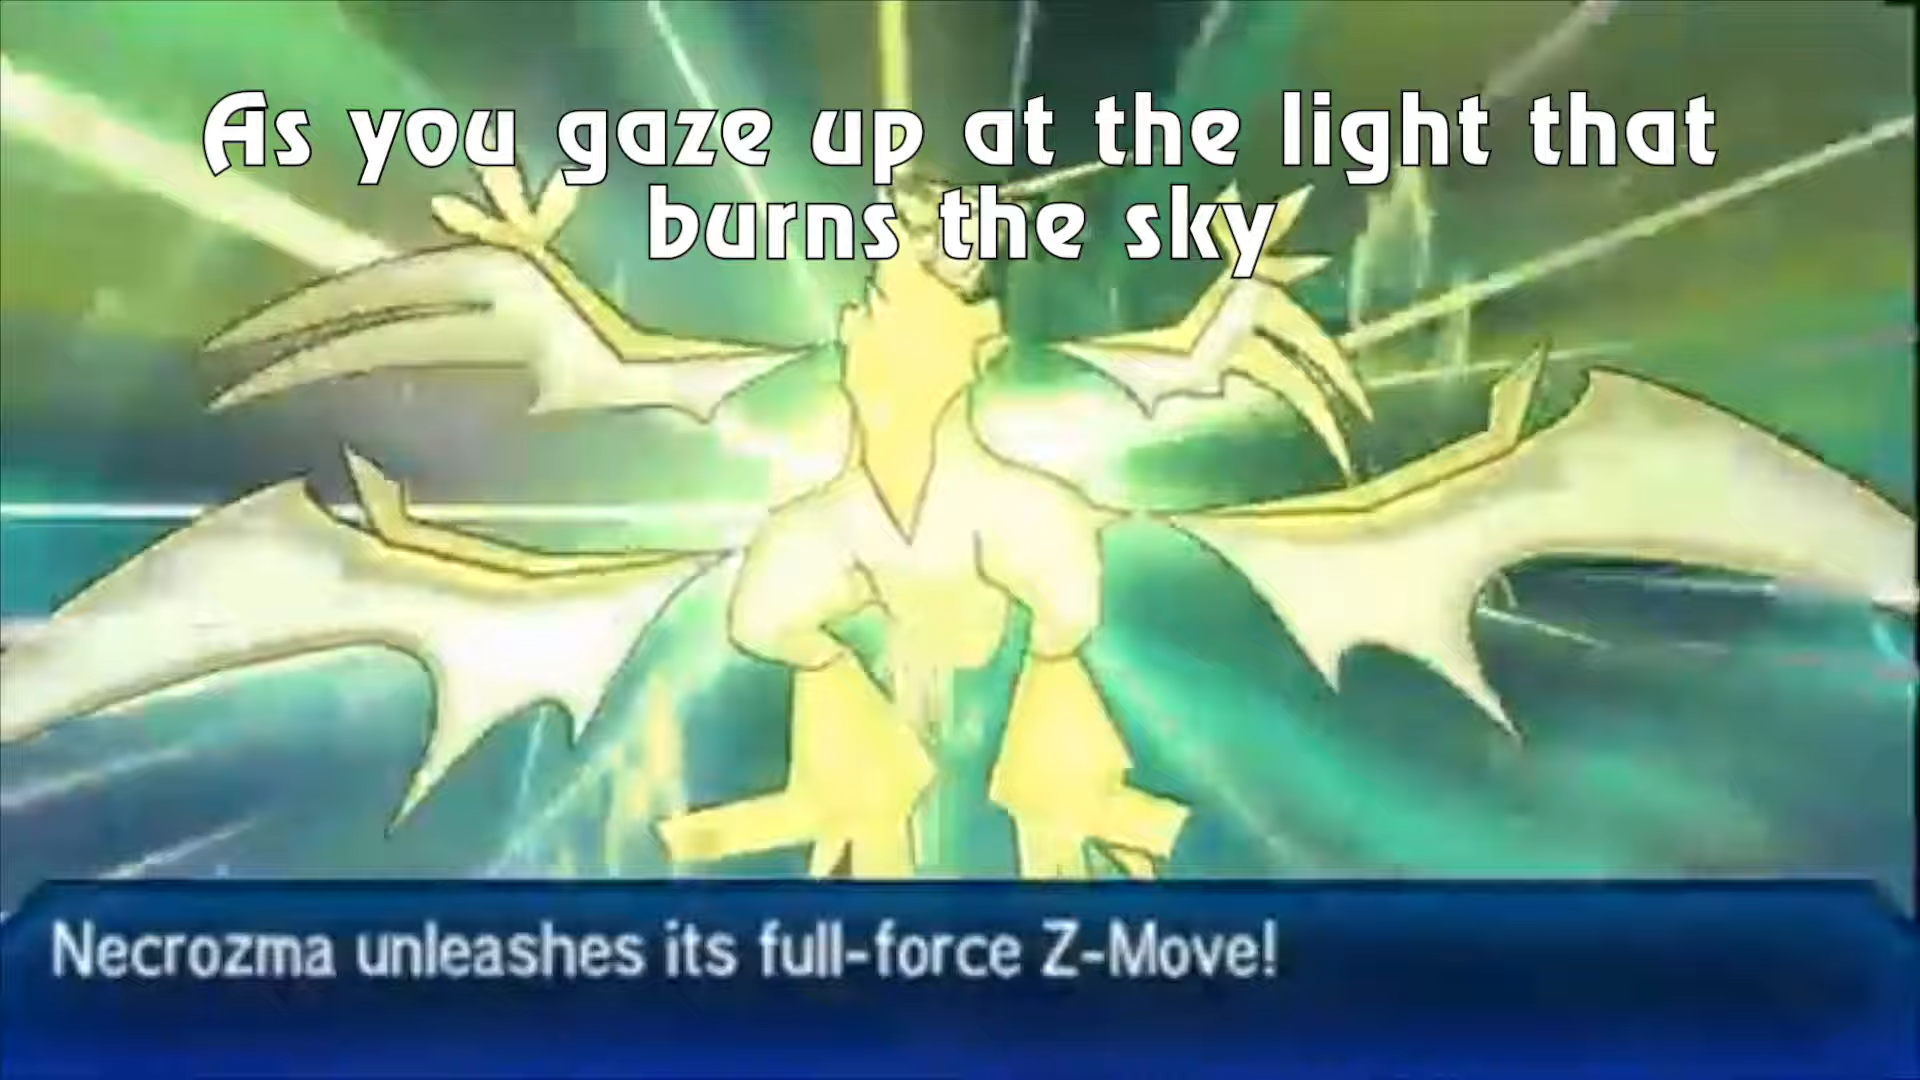 As you gaze up at the light that
burns the sky
Necrozma unleashes its full-force Z-Move!